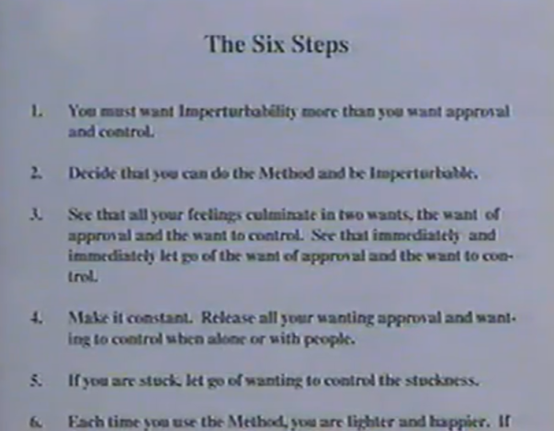 The Six Steps
1. You must want Imperturbability more than you want approval
and control.
2. Decide that you can do the Method and be Imperturbable.
3. See that all your feelings culminate in two wants, the want of
approval and the want to control. See that immediately and
immediately let go of the want of approval and the want to con-
trol.
4. Make it constant. Release all your wanting approval and want-
ing to control when alone or with people.
5. If you are stuck, let go of wanting to control the stuckness.
6. Each time you use the Method, you are lighter and happier. If